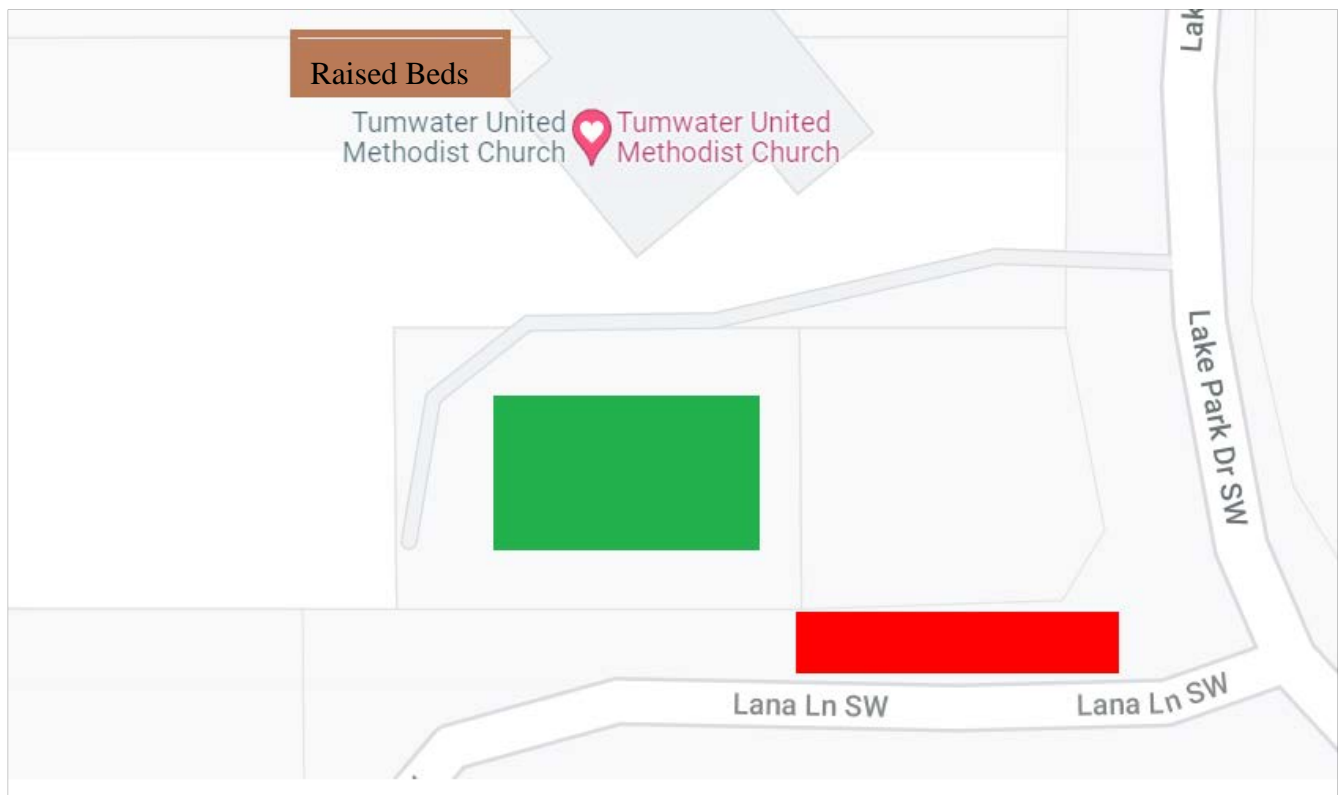 Raised Beds
Tumwater United
Methodist Church
Tumwater United
Methodist Church
Lake Park Dr SW
Lana Ln SW
Lana Ln SW